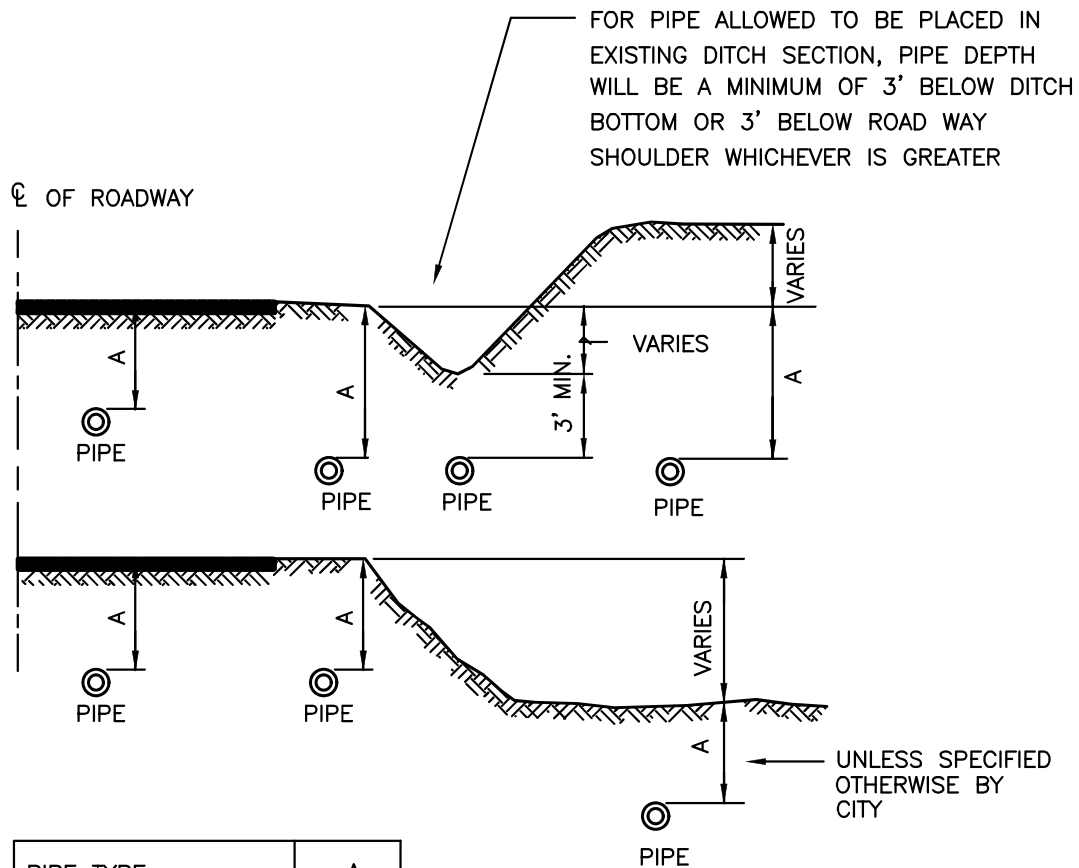 FOR PIPE ALLOWED TO BE PLACED IN
EXISTING DITCH SECTION, PIPE DEPTH
WILL BE A MINIMUM OF 3' BELOW DITCH
BOTTOM OR 3' BELOW ROAD WAY
SHOULDER WHICHEVER IS GREATER
℄ OF ROADWAY
VARIES
VARIES
A
A
3' MIN.
A
PIPE
PIPE
PIPE
PIPE
A
A
VARIES
PIPE
PIPE
A
UNLESS SPECIFIED
OTHERWISE BY
CITY
PIPE
PIPE TYPE A